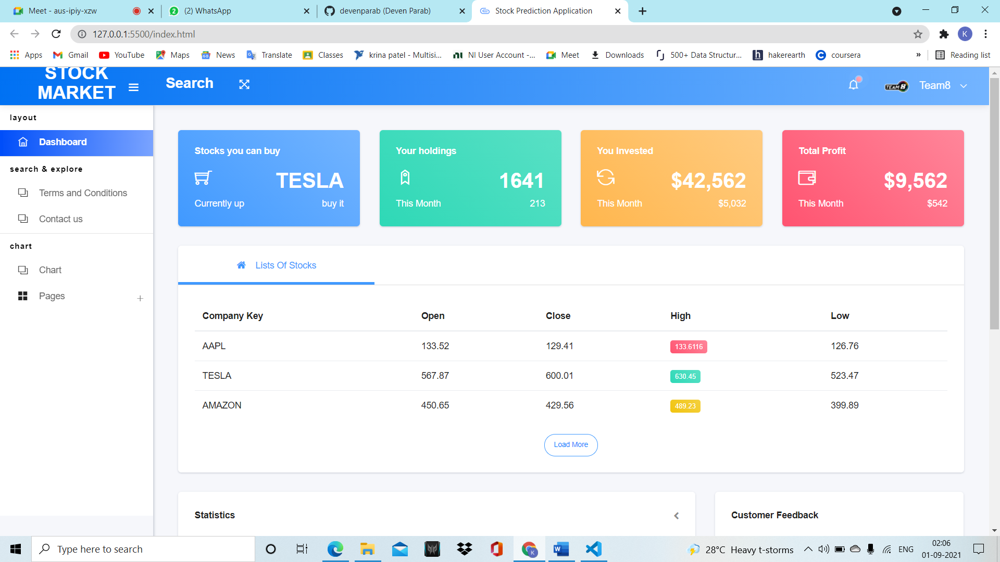 Meet - aus-ipiy-xzw
(2) WhatsApp
devenparab (Deven Parab)
Stock Prediction Application
127.0.0.1:5500/index.html
K
Apps
Gmail
YouTube
Maps
News
Translate
Classes
krina patel - Multisi...
NI User Account -...
Meet
Downloads
500+ Data Structur...
hakerearth
coursera
»
Reading list
STOCK
MARKET
Search
TEAM8
Team8
layout
Dashboard
search & explore
Terms and Conditions
Contact us
chart
Chart
Pages
Stocks you can buy
TESLA
Currently up
buy it
Your holdings
1641
This Month
213
You Invested
$42,562
This Month
$5,032
Total Profit
$9,562
This Month
$542
Lists Of Stocks
Company Key Open Close High Low
AAPL 133.52 129.41 133.6116 126.76
TESLA 567.87 600.01 630.45 523.47
AMAZON 450.65 429.56 489.23 399.89
Load More
Statistics
Customer Feedback
Type here to search
28°C Heavy t-storms
ENG
02:06
01-09-2021